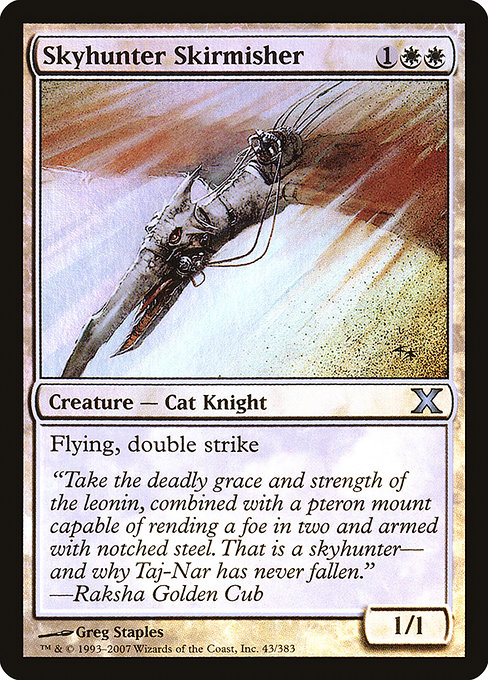 Skyhunter Skirmisher 1
Creature — Cat Knight X
Flying, double strike
“Take the deadly grace and strength of
the leonin, combined with a pteron mount
capable of rending a foe in two and armed
with notched steel. That is a skyhunter—
and why Taj-Nar has never fallen.”
—Raksha Golden Cub
1/1
Greg Staples
™ & © 1993–2007 Wizards of the Coast, Inc. 43/383